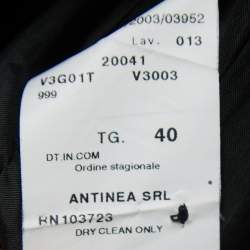 2003/03952
Lav. 013
20041
V3G01T V3003
999
TG. 40
DT.IN.COM
Ordine stagionale
ANTINEA SRL
RN103723
DRY CLEAN ONLY